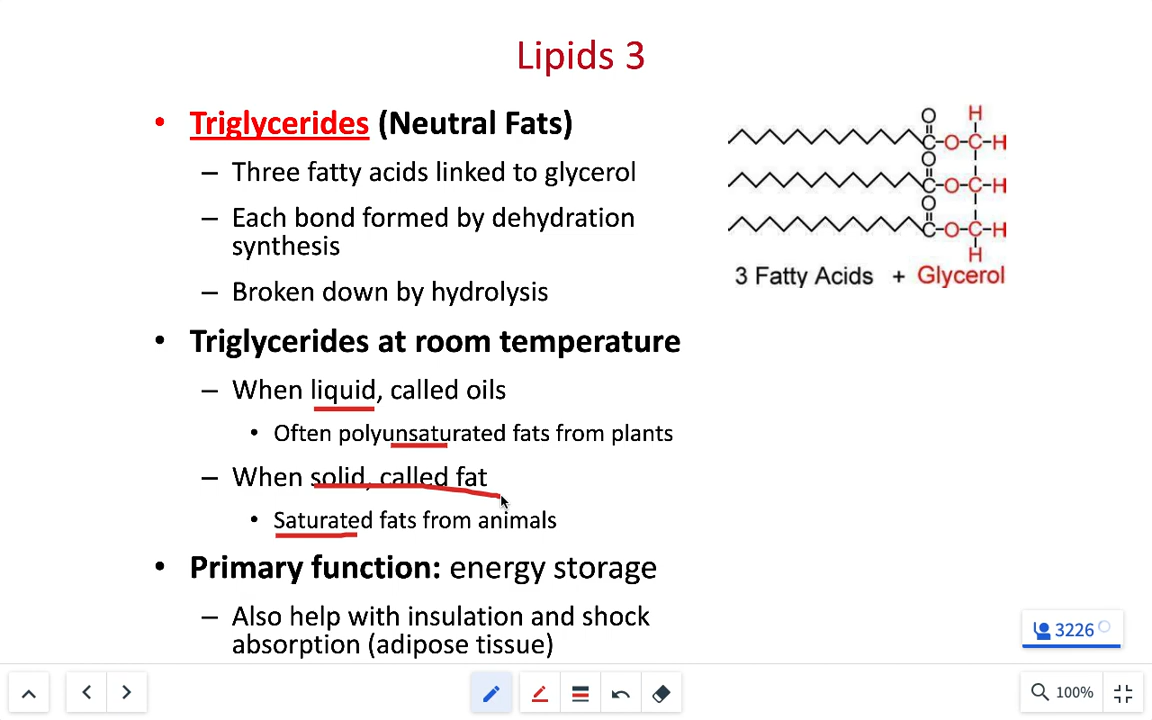 Lipids 3
• Triglycerides (Neutral Fats)
– Three fatty acids linked to glycerol
– Each bond formed by dehydration
synthesis
– Broken down by hydrolysis
• Triglycerides at room temperature
– When liquid, called oils
• Often polyunsaturated fats from plants
– When solid, called fat
• Saturated fats from animals
• Primary function: energy storage
– Also help with insulation and shock
absorption (adipose tissue)
O H
C-O-C-H
O
C-O-C-H
O
C-O-C-H
H
3 Fatty Acids + Glycerol
3226
100%